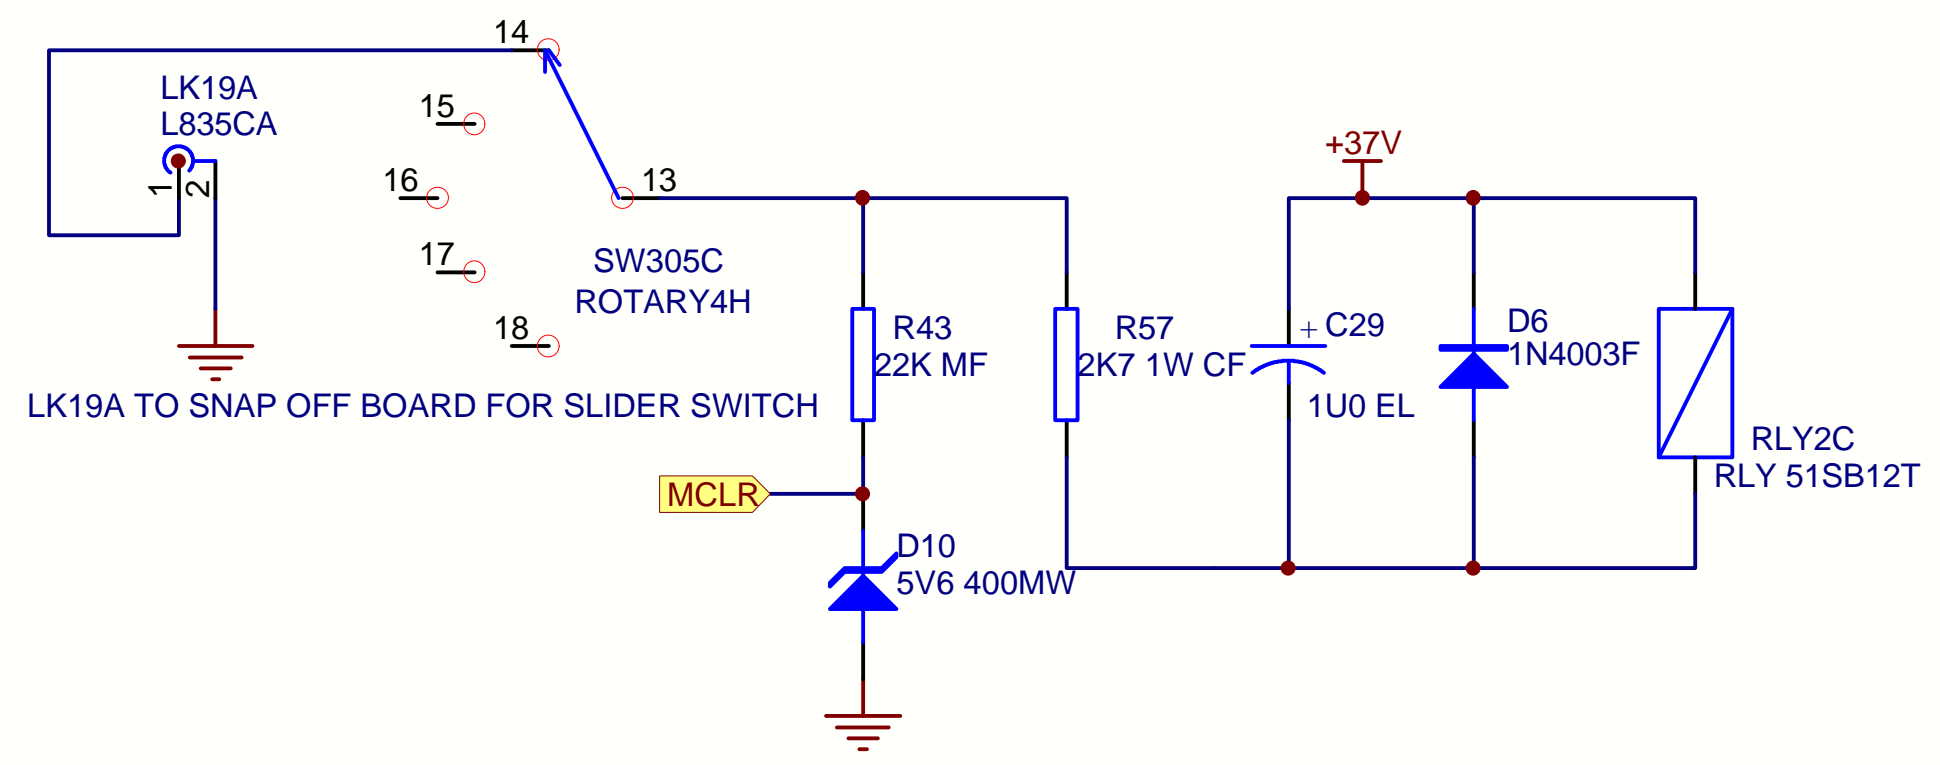 14
LK19A
L835CA
15
1
2
16
13
+37V
17
SW305C
ROTARY4H
18
R43
22K MF
R57
2K7 1W CF
+ C29
1U0 EL
D6
1N4003F
LK19A TO SNAP OFF BOARD FOR SLIDER SWITCH
RLY2C
RLY 51SB12T
MCLR
D10
5V6 400MW